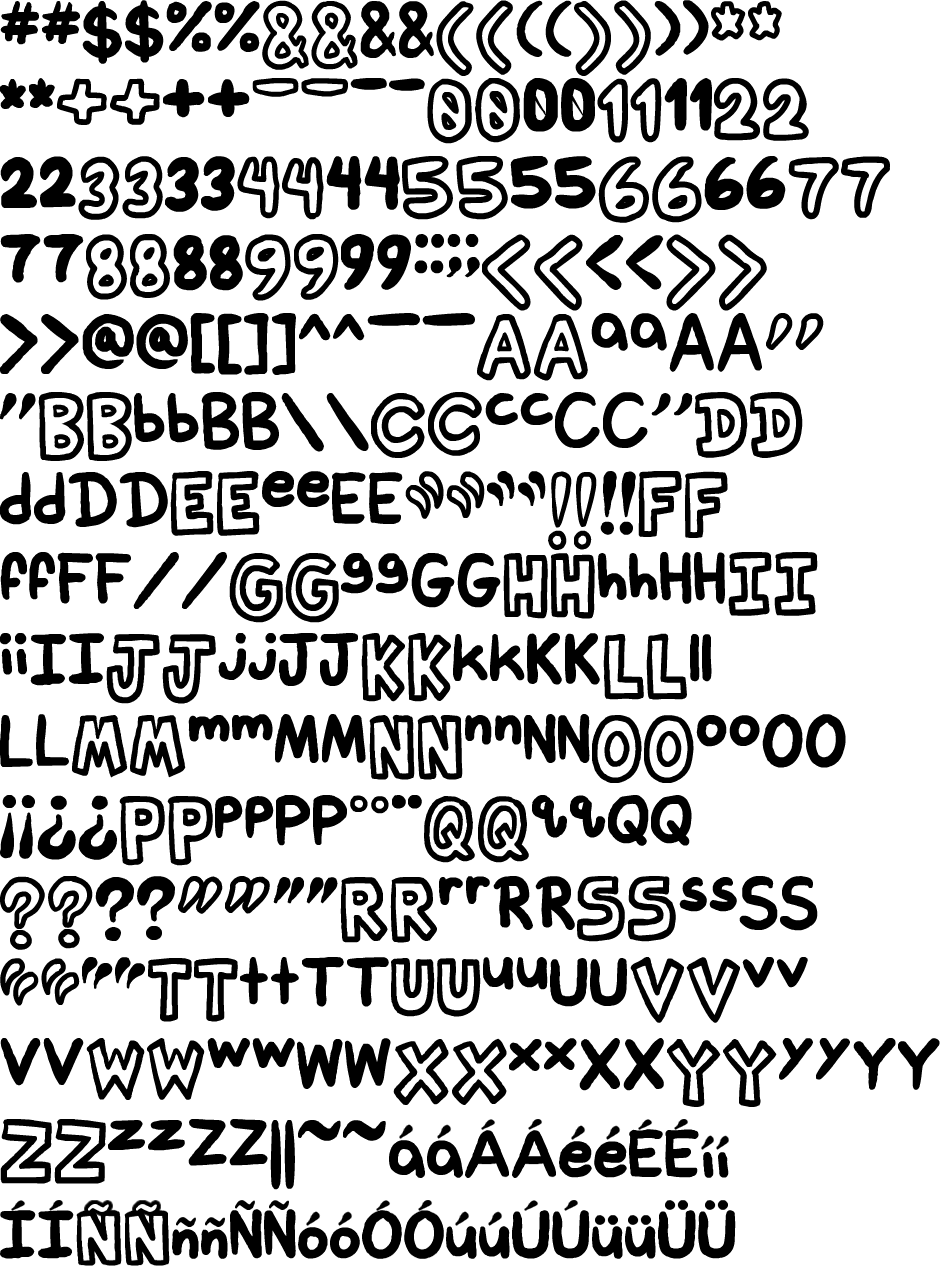 ##$$%%&&&&(((())))**
**++++¯¯¯¯0000111122
22333344445555666677
77888899999::;;<<<<>>
>>@@[[]]^^¯¯AAaaAA''
"BBbbBB\\CCccCC''DD
ddDDEEeeEE““‘‘!!!!FF
ffFF//GGggGGHHhhHHII
iiIIJJjjJJKKkkKKLLll
LLMMmmMMNNnnNNOOooOO
¡¡¿¿PPppPP°°¨¨QQqqQQ
????""""RRrrRRSSssSS
““““TTttTTUUuuUUVVvv
VVWWwwWWXXxxXXYYyyYY
ZZzzZZ||~~ááÁÁééÉÉíí
ÍÍÑÑññÑÑóóÓÓúúÚÚüüÜÜ